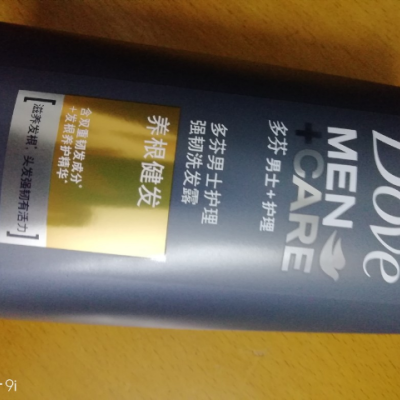 Dove
MEN
+CARE
多芬 男士+护理
多芬男士护理
强韧洗发露
养根健发
含双重韧发成分*
+发根养护精华*
[滋养发根，头发强韧有活力]
9i